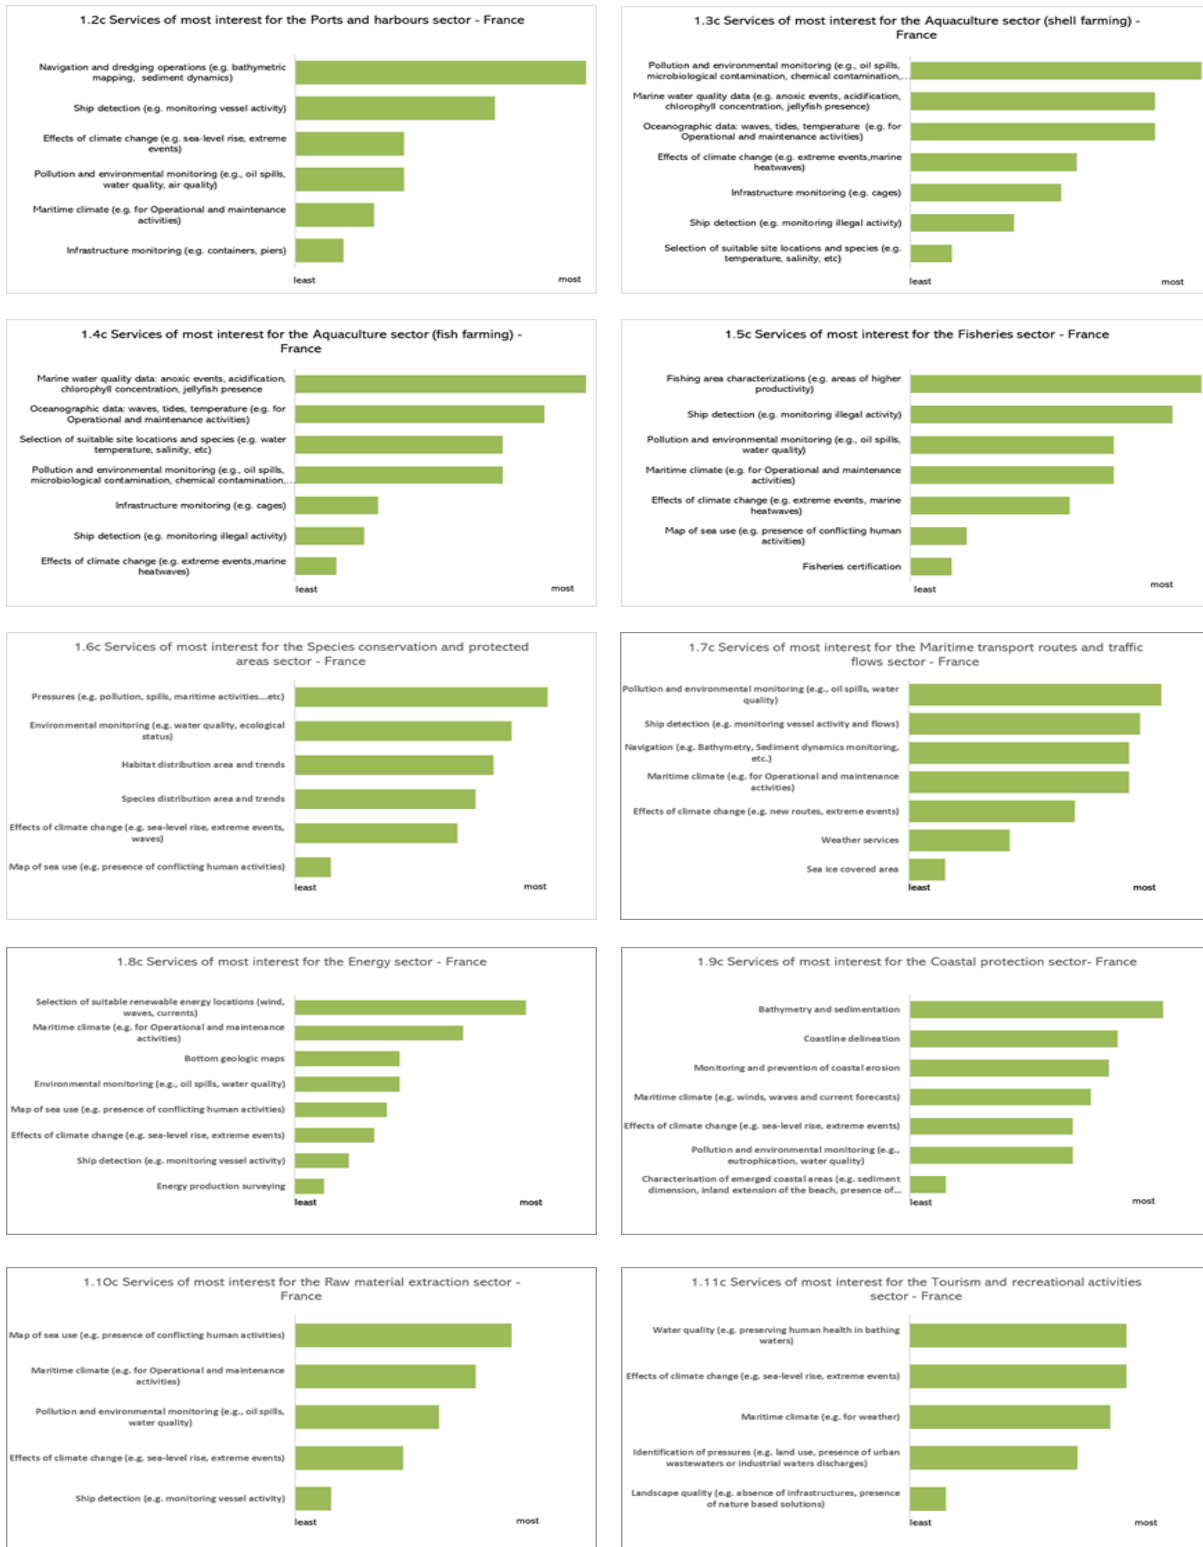 1.2c Services of most interest for the Ports and harbours sector - France
Navigation and dredging operations (e.g. bathymetric
mapping, sediment dynamics)
Ship detection (e.g. monitoring vessel activity)
Effects of climate change (e.g. sea-level rise, extreme
events)
Pollution and environmental monitoring (e.g., oil spills,
water quality, air quality)
Maritime climate (e.g. for Operational and maintenance
activities)
Infrastructure monitoring (e.g. containers, piers)
least
most
1.3c Services of most interest for the Aquaculture sector (shell farming) -
France
Pollution and environmental monitoring (e.g., oil spills,
microbiological contamination, chemical contamination,...
Marine water quality data (e.g. anoxic events, acidification,
chlorophyll concentration, jellyfish presence)
Oceanographic data: waves, tides, temperature (e.g. for
Operational and maintenance activities)
Effects of climate change (e.g. extreme events,marine
heatwaves)
Infrastructure monitoring (e.g. cages)
Ship detection (e.g. monitoring illegal activity)
Selection of suitable site locations and species (e.g.
temperature, salinity, etc)
least
most
1.4c Services of most interest for the Aquaculture sector (fish farming) -
France
Marine water quality data: anoxic events, acidification,
chlorophyll concentration, jellyfish presence
Oceanographic data: waves, tides, temperature (e.g. for
Operational and maintenance activities)
Selection of suitable site locations and species (e.g. water
temperature, salinity, etc)
Pollution and environmental monitoring (e.g., oil spills,
microbiological contamination, chemical contamination,...
Infrastructure monitoring (e.g. cages)
Ship detection (e.g. monitoring illegal activity)
Effects of climate change (e.g. extreme events,marine
heatwaves)
least
most
1.5c Services of most interest for the Fisheries sector - France
Fishing area characterizations (e.g. areas of higher
productivity)
Ship detection (e.g. monitoring illegal activity)
Pollution and environmental monitoring (e.g., oil spills,
water quality)
Maritime climate (e.g. for Operational and maintenance
activities)
Effects of climate change (e.g. extreme events, marine
heatwaves)
Map of sea use (e.g. presence of conflicting human
activities)
Fisheries certification
least
most
1.6c Services of most interest for the Species conservation and protected
areas sector - France
Pressures (e.g. pollution, spills, maritime activities...etc)
Environmental monitoring (e.g. water quality, ecological
status)
Habitat distribution area and trends
Species distribution area and trends
Effects of climate change (e.g. sea-level rise, extreme events,
waves)
Map of sea use (e.g. presence of conflicting human activities)
least
most
1.7c Services of most interest for the Maritime transport routes and traffic
flows sector - France
Pollution and environmental monitoring (e.g., oil spills, water
quality)
Ship detection (e.g. monitoring vessel activity and flows)
Navigation (e.g. Bathymetry, Sediment dynamics monitoring,
etc.)
Maritime climate (e.g. for Operational and maintenance
activities)
Effects of climate change (e.g. new routes, extreme events)
Weather services
Sea ice covered area
least
most
1.8c Services of most interest for the Energy sector - France
Selection of suitable renewable energy locations (wind,
waves, currents)
Maritime climate (e.g. for Operational and maintenance
activities)
Bottom geologic maps
Environmental monitoring (e.g., oil spills, water quality)
Map of sea use (e.g. presence of conflicting human activities)
Effects of climate change (e.g. sea-level rise, extreme events)
Ship detection (e.g. monitoring vessel activity)
Energy production surveying
least
most
1.9c Services of most interest for the Coastal protection sector- France
Bathymetry and sedimentation
Coastline delineation
Monitoring and prevention of coastal erosion
Maritime climate (e.g. winds, waves and current forecasts)
Effects of climate change (e.g. sea-level rise, extreme events)
Pollution and environmental monitoring (e.g.,
eutrophication, water quality)
Characterisation of emerged coastal areas (e.g. sediment
dimension, inland extension of the beach, presence of...
least
most
1.10c Services of most interest for the Raw material extraction sector -
France
Map of sea use (e.g. presence of conflicting human activities)
Maritime climate (e.g. for Operational and maintenance
activities)
Pollution and environmental monitoring (e.g., oil spills,
water quality)
Effects of climate change (e.g. sea-level rise, extreme events)
Ship detection (e.g. monitoring vessel activity)
least
most
1.11c Services of most interest for the Tourism and recreational activities
sector - France
Water quality (e.g. preserving human health in bathing
waters)
Effects of climate change (e.g. sea-level rise, extreme events)
Maritime climate (e.g. for weather)
Identification of pressures (e.g. land use, presence of urban
wastewaters or industrial waters discharges)
Landscape quality (e.g. absence of infrastructures, presence
of nature based solutions)
least
most